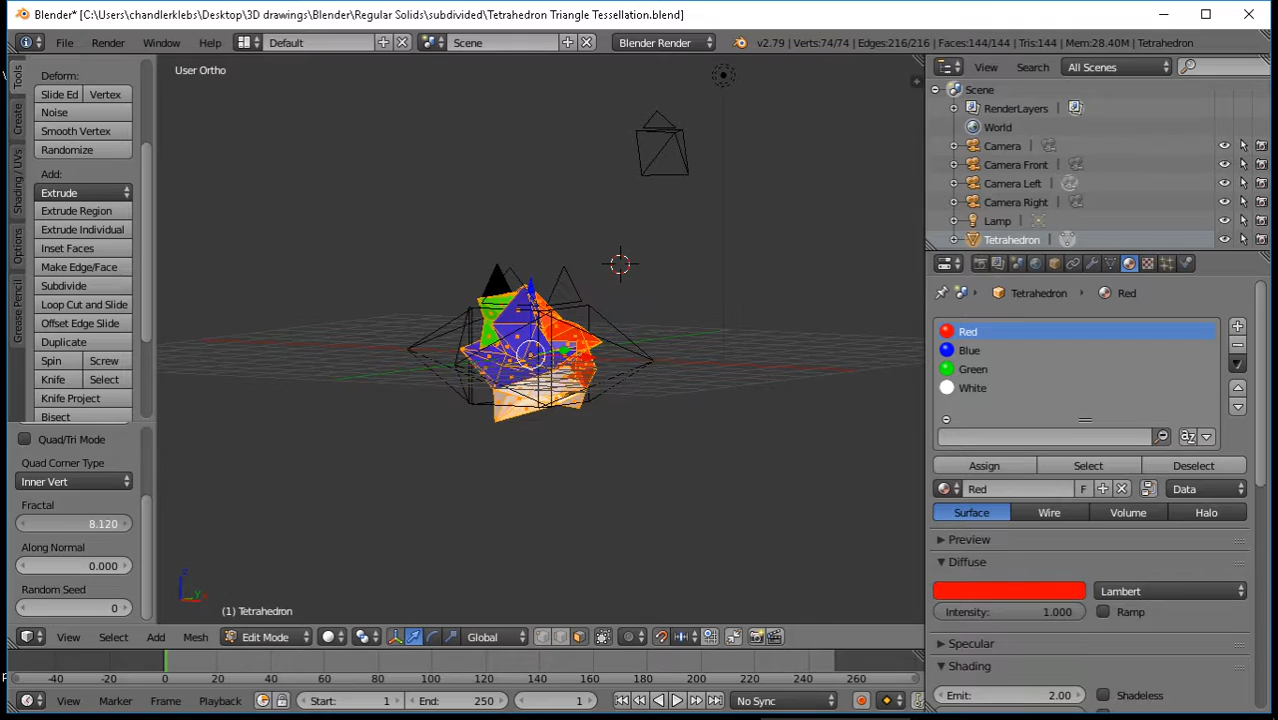 Blender* [C:\Users\chandlerklebs\Desktop\3D drawings\Blender\Regular Solids\subdivided\Tetrahedron Triangle Tessellation.blend]
File Render Window Help Default Scene Blender Render v2.79 | Verts:74/74 | Edges:216/216 | Faces:144/144 | Tris:144 | Mem:28.40M | Tetrahedron
Tools
Create
Shading / UVs
Options
Grease Pencil
Deform:
Slide Ed Vertex
Noise
Smooth Vertex
Randomize
Add:
Extrude
Extrude Region
Extrude Individual
Inset Faces
Make Edge/Face
Subdivide
Loop Cut and Slide
Offset Edge Slide
Duplicate
Spin Screw
Knife Select
Knife Project
Bisect
Quad/Tri Mode
Quad Corner Type
Inner Vert
Fractal
8.120
Along Normal
0.000
Random Seed
0
User Ortho
z
y
(1) Tetrahedron
View Select Add Mesh Edit Mode Global
-40 -20 0 20 40 60 80 100 120 140 160 180 200 220 240 260
View Marker Frame Playback Start: 1 End: 250 1 No Sync
View Search All Scenes
Scene
RenderLayers
World
Camera
Camera Front
Camera Left
Camera Right
Lamp
Tetrahedron
Tetrahedron Red
Red
Blue
Green
White
Assign Select Deselect
Red F Data
Surface Wire Volume Halo
Preview
Diffuse
Lambert
Intensity: 1.000 Ramp
Specular
Shading
Emit: 2.00 Shadeless